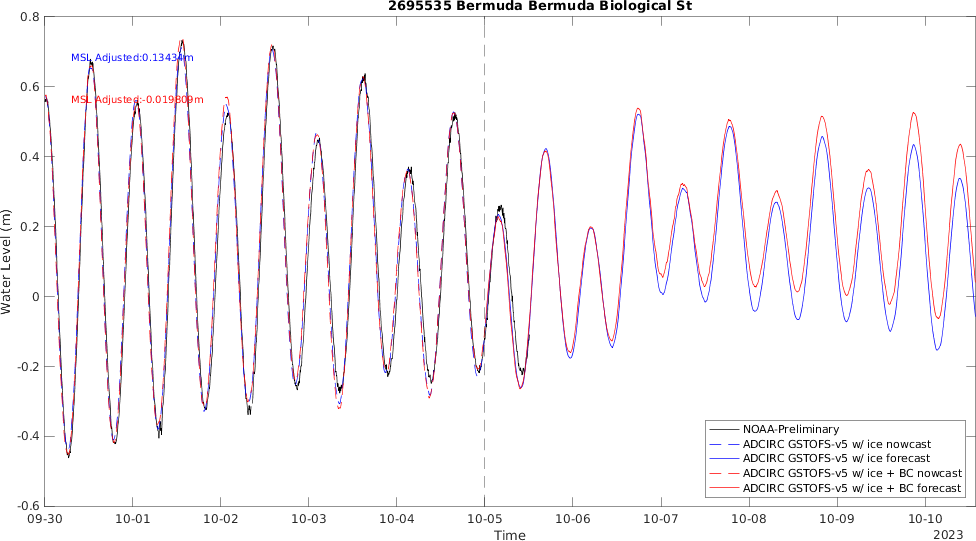 2695535 Bermuda Bermuda Biological St
0.8
0.6
0.4
0.2
0
-0.2
-0.4
-0.6
Water Level (m)
MSL Adjusted:0.13434m
MSL Adjusted:-0.019809m
NOAA-Preliminary
ADCIRC GSTOFS-v5 w/ ice nowcast
ADCIRC GSTOFS-v5 w/ ice forecast
ADCIRC GSTOFS-v5 w/ ice + BC nowcast
ADCIRC GSTOFS-v5 w/ ice + BC forecast
09-30 10-01 10-02 10-03 10-04 10-05 10-06 10-07 10-08 10-09 10-10
Time
2023